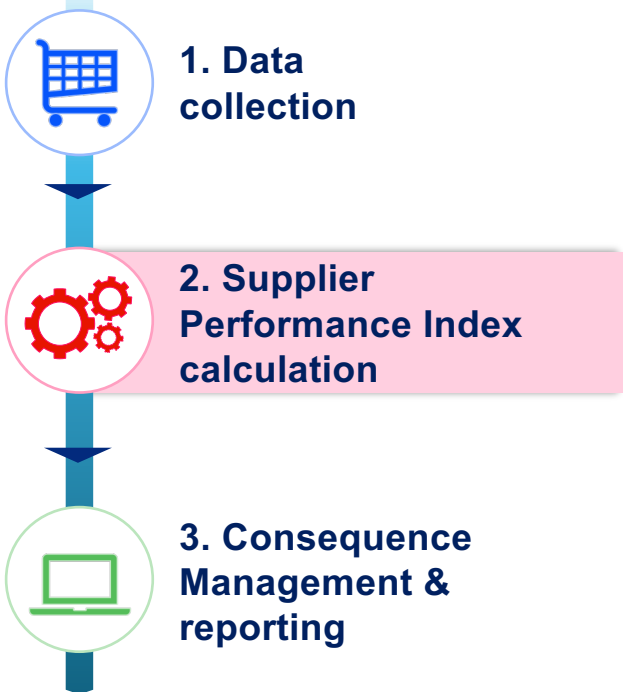 1. Data
collection
2. Supplier
Performance Index
calculation
3. Consequence
Management &
reporting